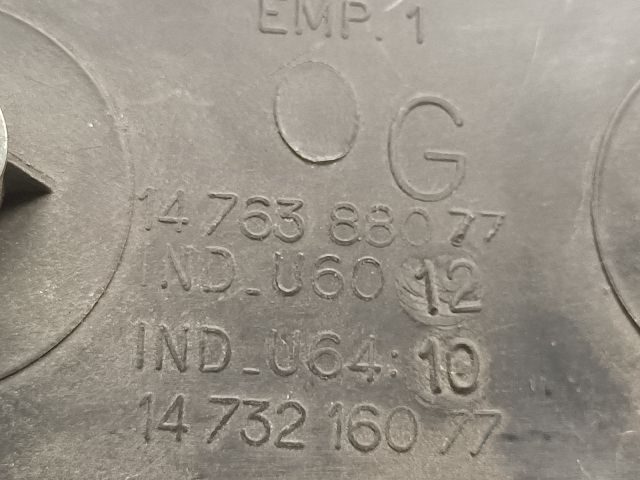 EMP. 1
G
14 763 880 77
IND_U60 12
IND_U64: 10
14 732 160 77